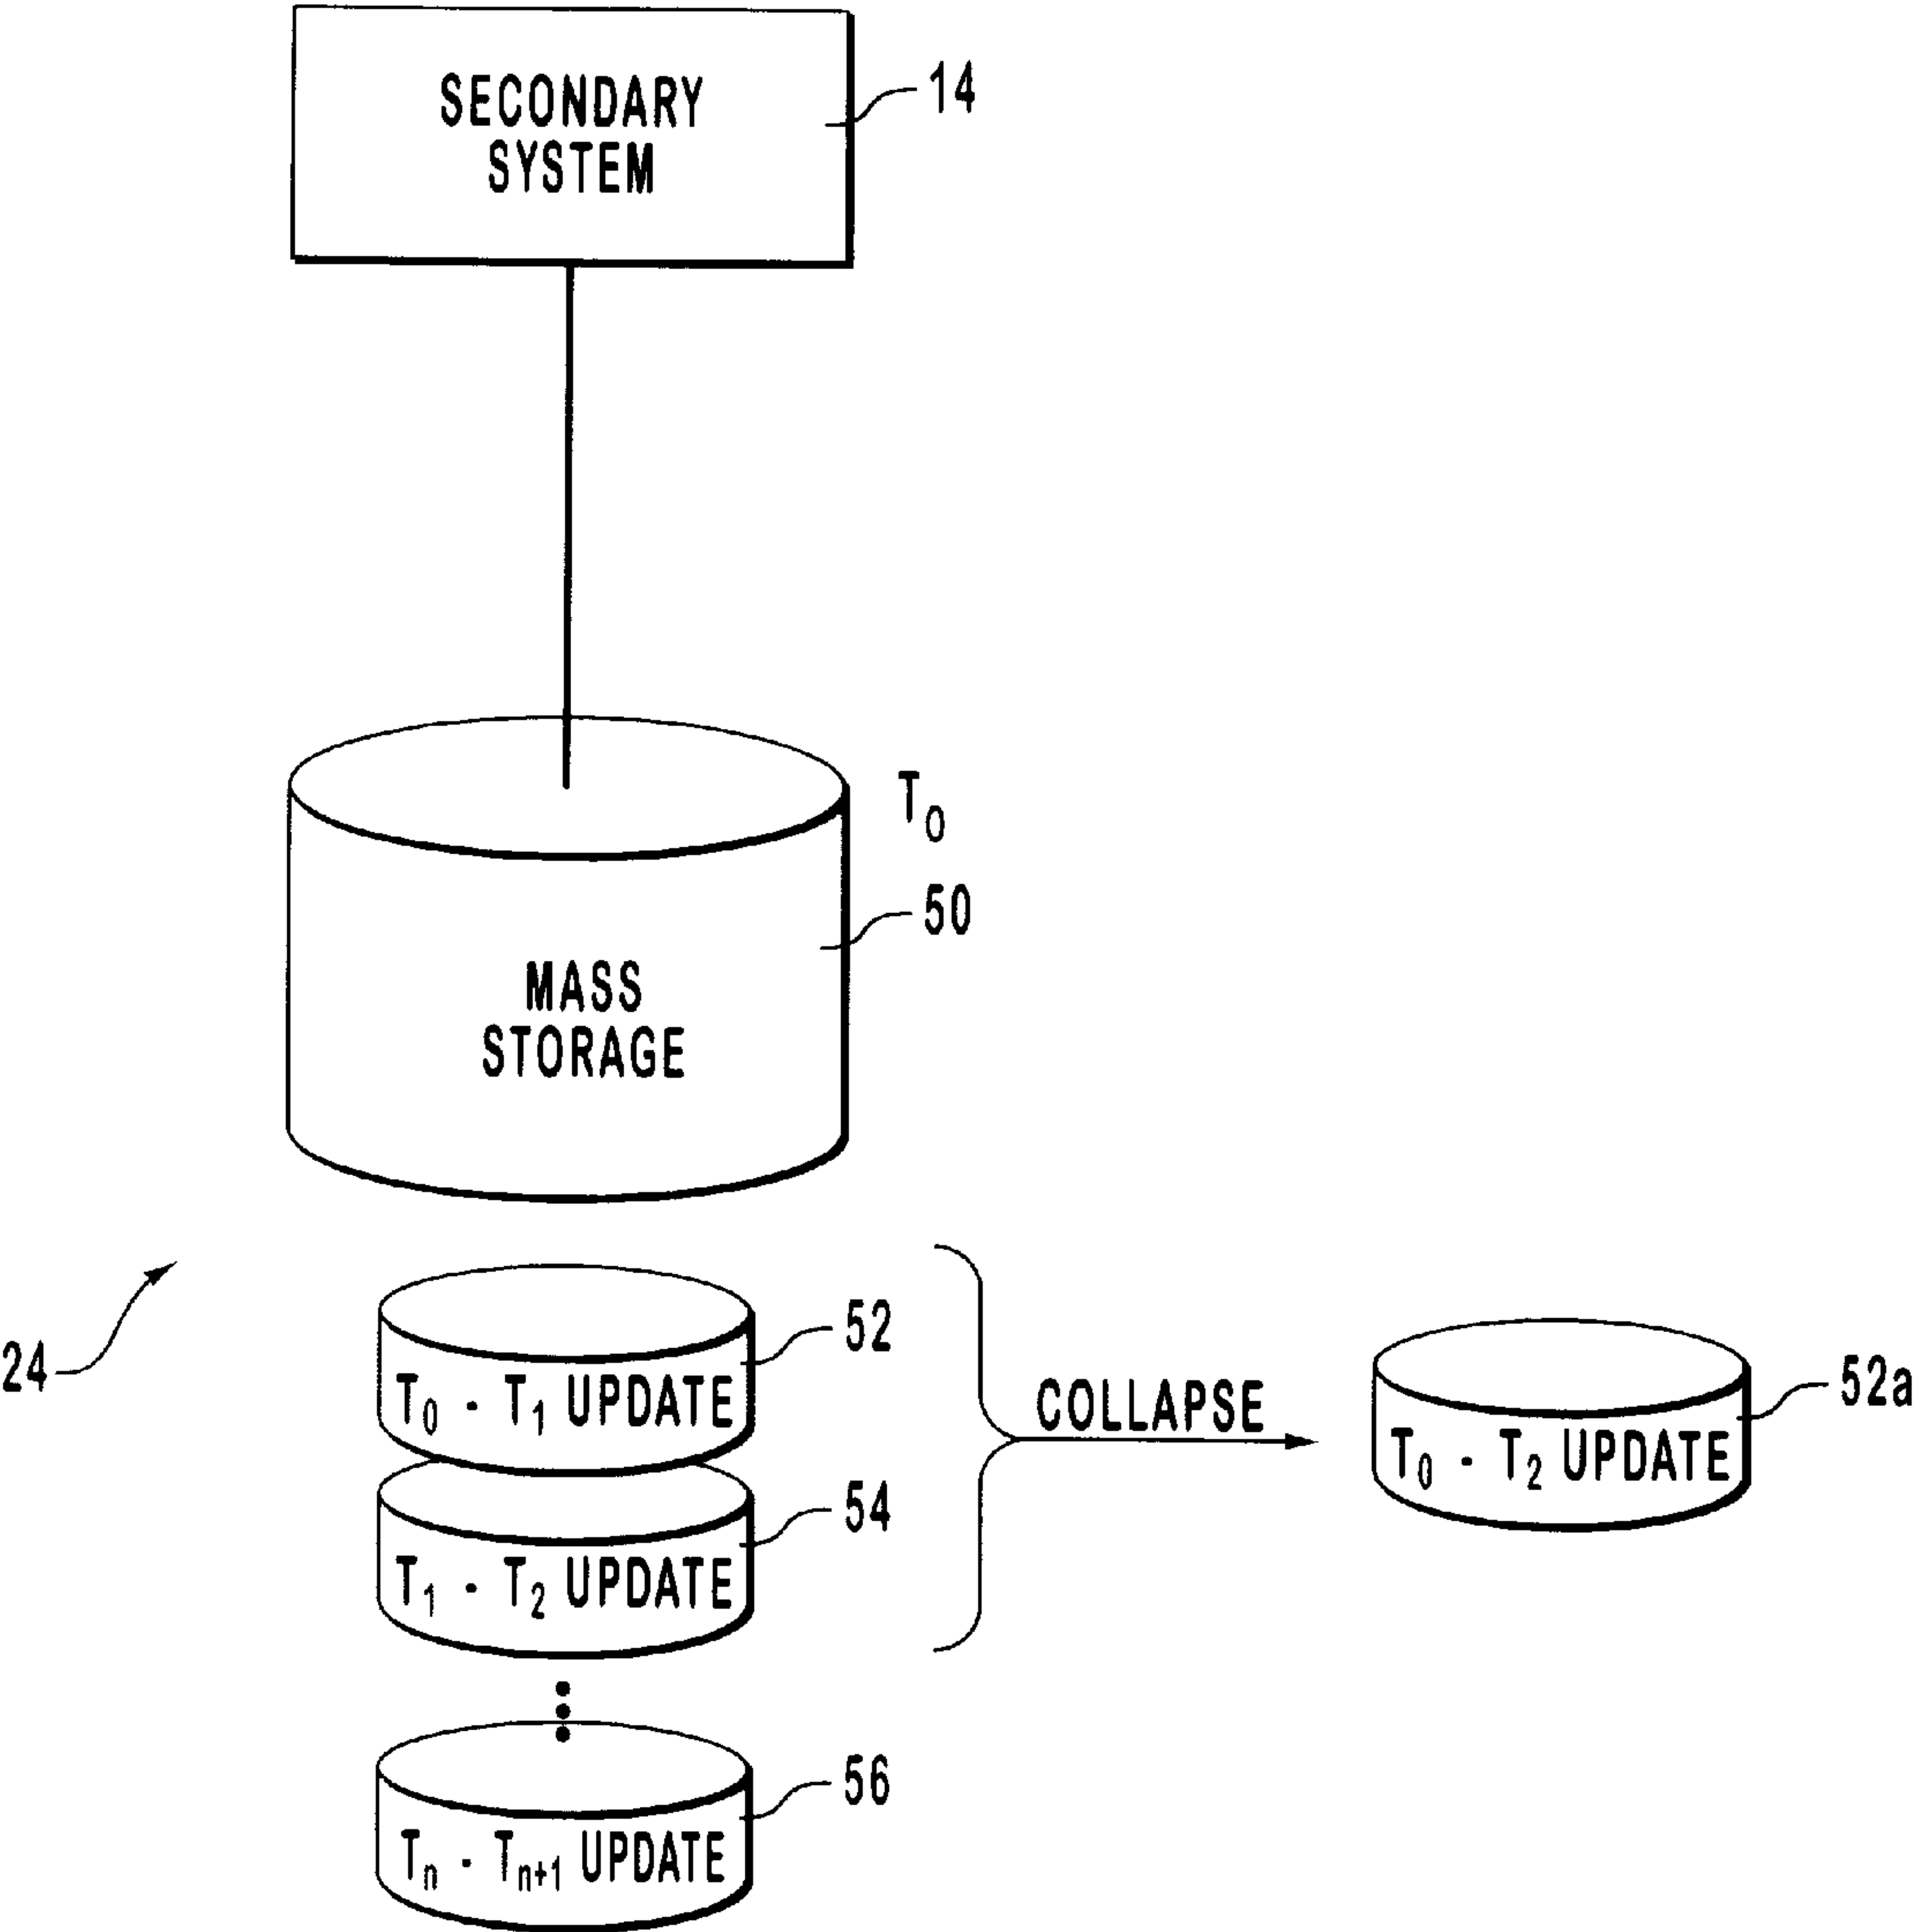 SECONDARY
SYSTEM
14
T₀
50
MASS
STORAGE
24
52
T₀ - T₁ UPDATE
COLLAPSE
52a
T₀ - T₂ UPDATE
54
T₁ - T₂ UPDATE
56
Tₙ - Tₙ₊₁ UPDATE